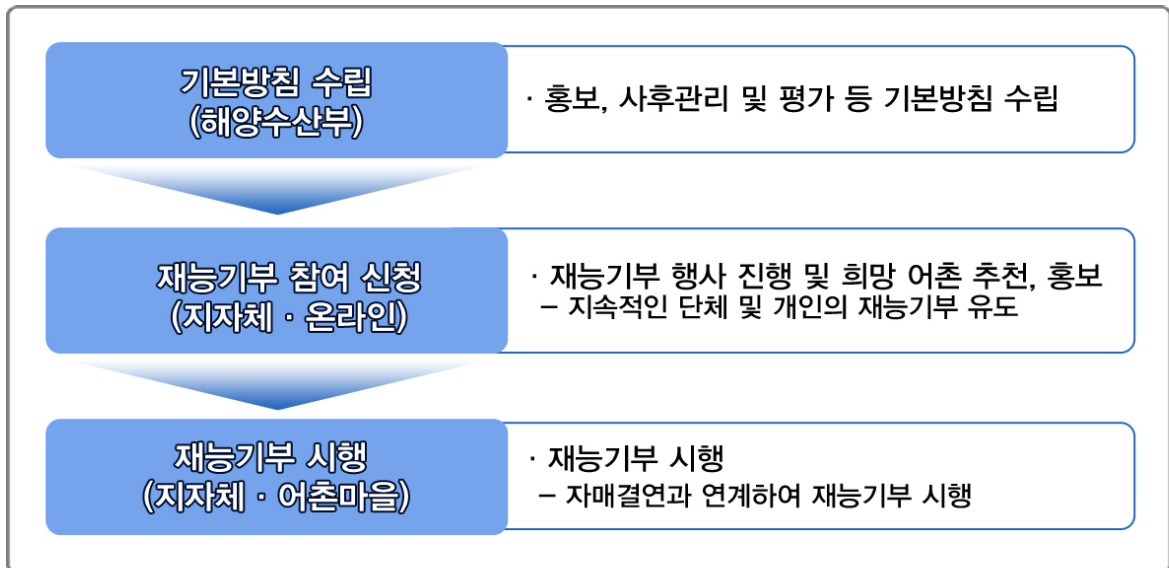 기본방침 수립
(해양수산부)
· 홍보, 사후관리 및 평가 등 기본방침 수립
재능기부 참여 신청
(지자체 · 온라인)
· 재능기부 행사 진행 및 희망 어촌 추천, 홍보
– 지속적인 단체 및 개인의 재능기부 유도
재능기부 시행
(지자체 · 어촌마을)
· 재능기부 시행
– 자매결연과 연계하여 재능기부 시행